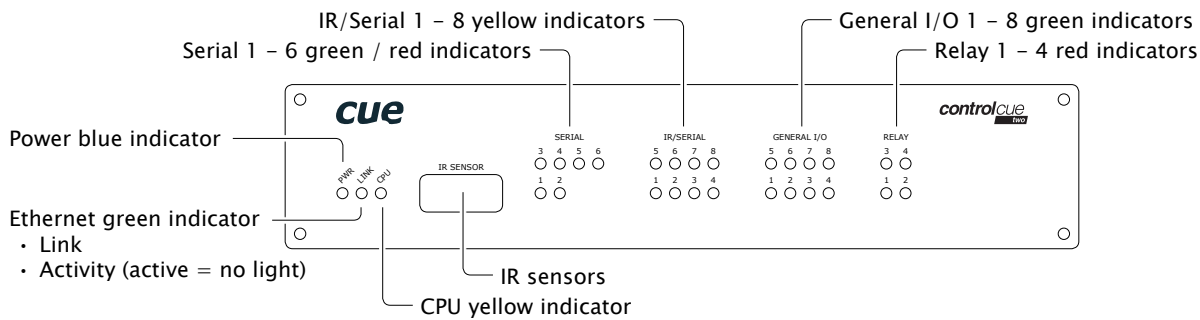 IR/Serial 1 – 8 yellow indicators
General I/O 1 – 8 green indicators
Serial 1 – 6 green / red indicators
Relay 1 – 4 red indicators
cue
controlcue
two
Power blue indicator
SERIAL
IR/SERIAL
GENERAL I/O
RELAY
3 4 5 6
5 6 7 8
5 6 7 8
3 4
PWR
LINK
CPU
IR SENSOR
1 2
1 2 3 4
1 2 3 4
1 2
Ethernet green indicator
• Link
• Activity (active = no light)
IR sensors
CPU yellow indicator